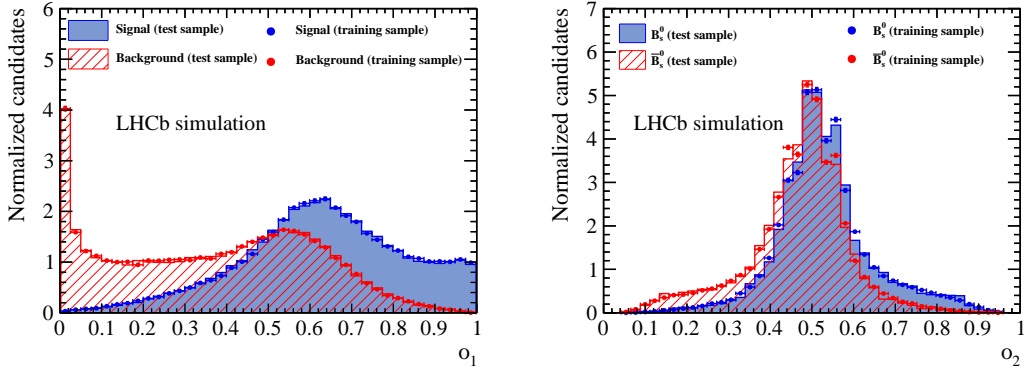 Normalized candidates
6
5
4
3
2
1
0
Signal (test sample)
Signal (training sample)
Background (test sample)
Background (training sample)
LHCb simulation
0 0.1 0.2 0.3 0.4 0.5 0.6 0.7 0.8 0.9 1
o₁
Normalized candidates
7
6
5
4
3
2
1
0
B⁰ₛ (test sample)
B⁰ₛ (training sample)
B̅⁰ₛ (test sample)
B̅⁰ₛ (training sample)
LHCb simulation
0 0.1 0.2 0.3 0.4 0.5 0.6 0.7 0.8 0.9 1
o₂